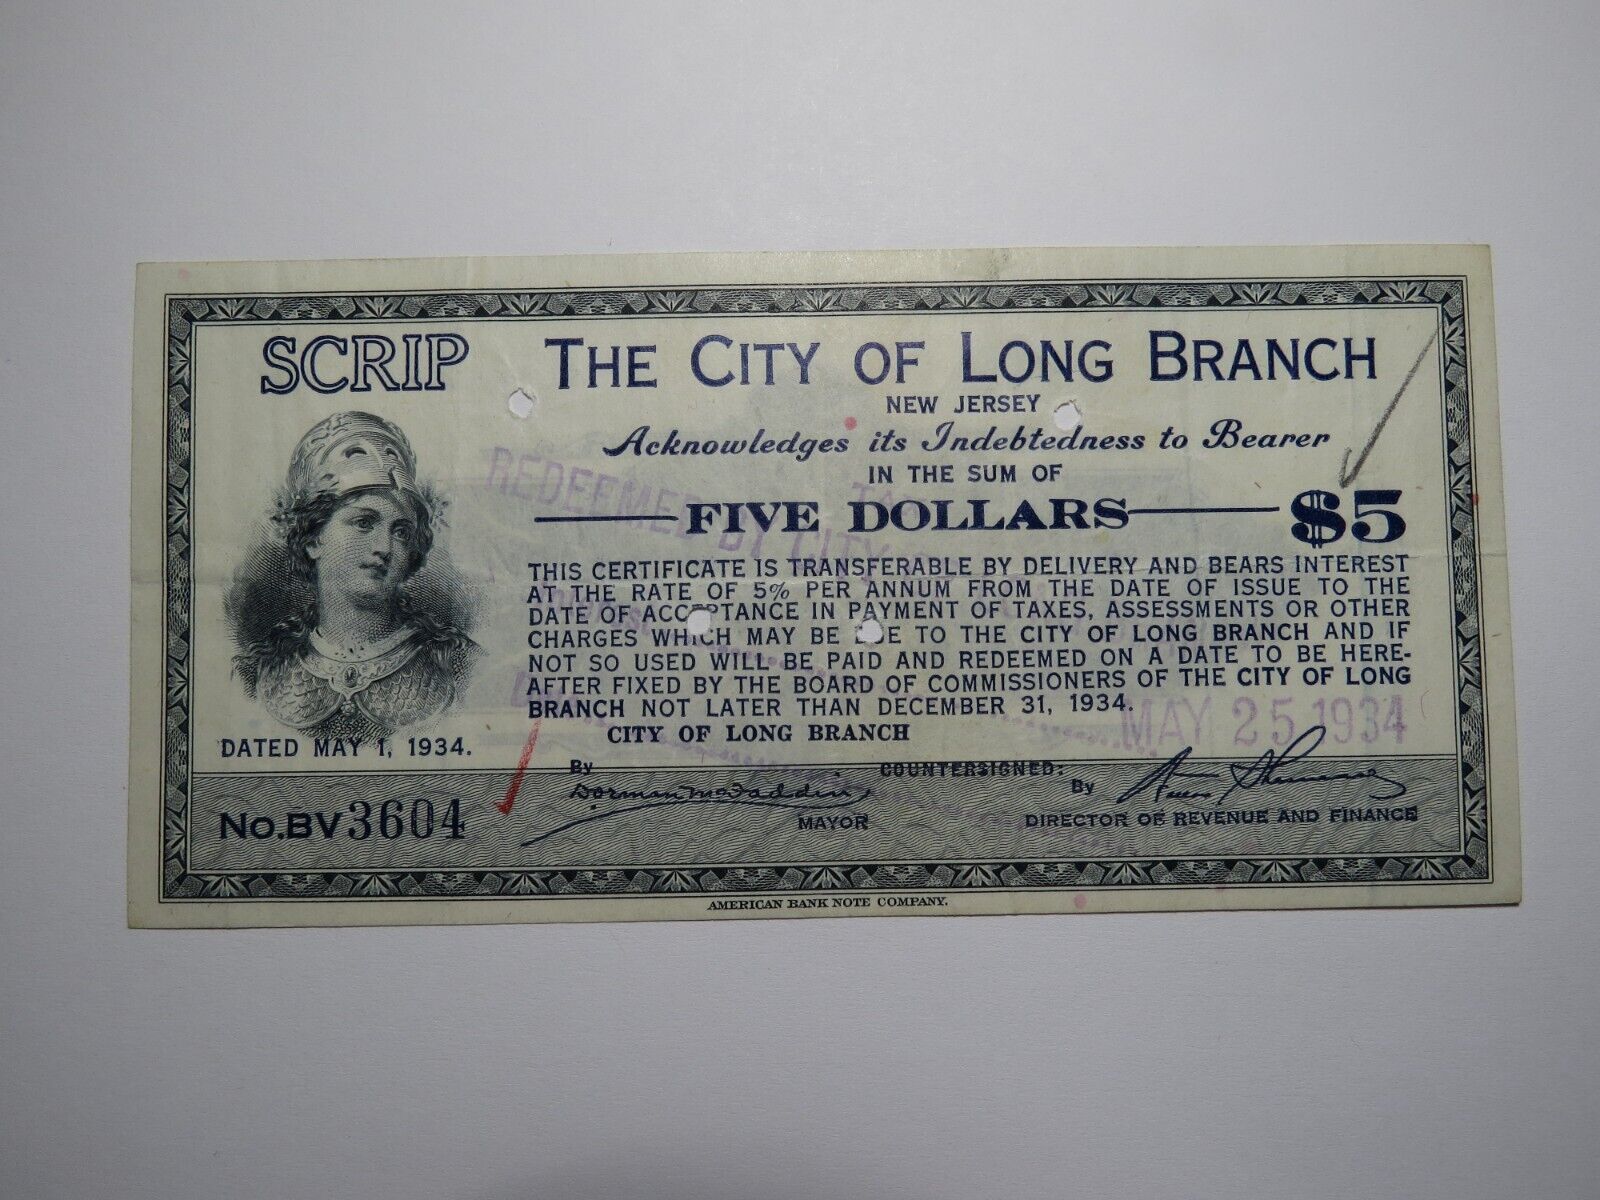 SCRIP
THE CITY OF LONG BRANCH
NEW JERSEY
Acknowledges its Indebtedness to Bearer
IN THE SUM OF
FIVE DOLLARS $5
REDEEMED BY CITY
THIS CERTIFICATE IS TRANSFERABLE BY DELIVERY AND BEARS INTEREST
AT THE RATE OF 5% PER ANNUM FROM THE DATE OF ISSUE TO THE
DATE OF ACCEPTANCE IN PAYMENT OF TAXES, ASSESSMENTS OR OTHER
CHARGES WHICH MAY BE DUE TO THE CITY OF LONG BRANCH AND IF
NOT SO USED WILL BE PAID AND REDEEMED ON A DATE TO BE HERE-
AFTER FIXED BY THE BOARD OF COMMISSIONERS OF THE CITY OF LONG
BRANCH NOT LATER THAN DECEMBER 31, 1934.
MAY 25 1934
DATED MAY 1, 1934.
CITY OF LONG BRANCH
By Dorman McFaddin
MAYOR
COUNTERSIGNED:
By
DIRECTOR OF REVENUE AND FINANCE
No.BV3604
AMERICAN BANK NOTE COMPANY.